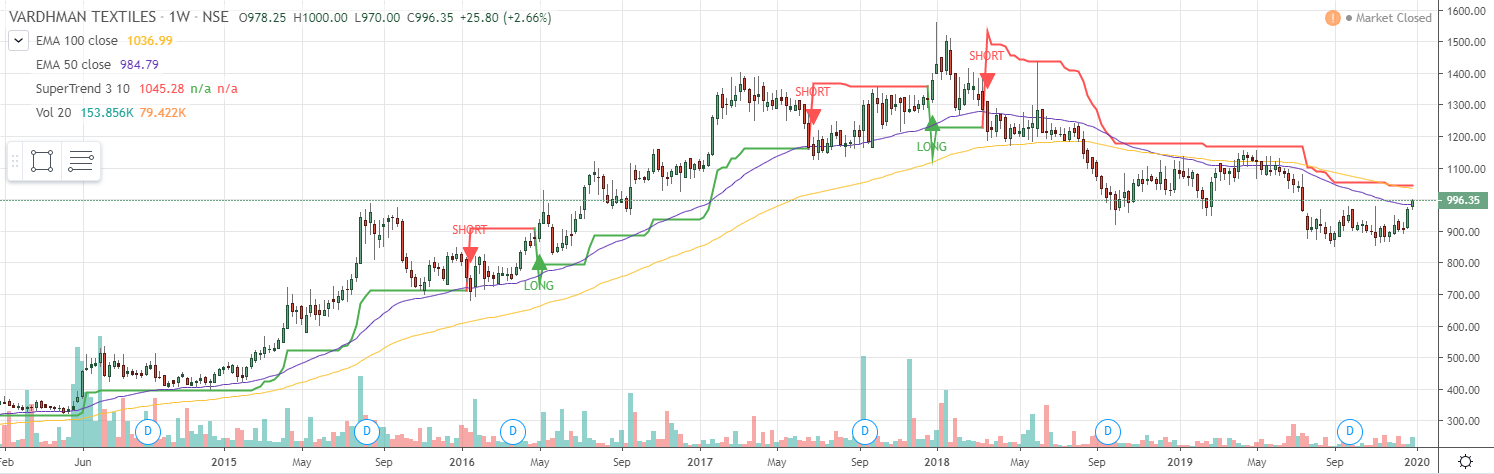 VARDHMAN TEXTILES · 1W · NSE O978.25 H1000.00 L970.00 C996.35 +25.80 (+2.66%)
! Market Closed
EMA 100 close 1036.99
EMA 50 close 984.79
SuperTrend 3 10 1045.28 n/a n/a
Vol 20 153.856K 79.422K
SHORT
LONG
SHORT
LONG
SHORT
1600.00
1500.00
1400.00
1300.00
1200.00
1100.00
996.35
900.00
800.00
700.00
600.00
500.00
400.00
300.00
D D D D D D
Feb Jun 2015 May Sep 2016 May Sep 2017 May Sep 2018 May Sep 2019 May Sep 2020